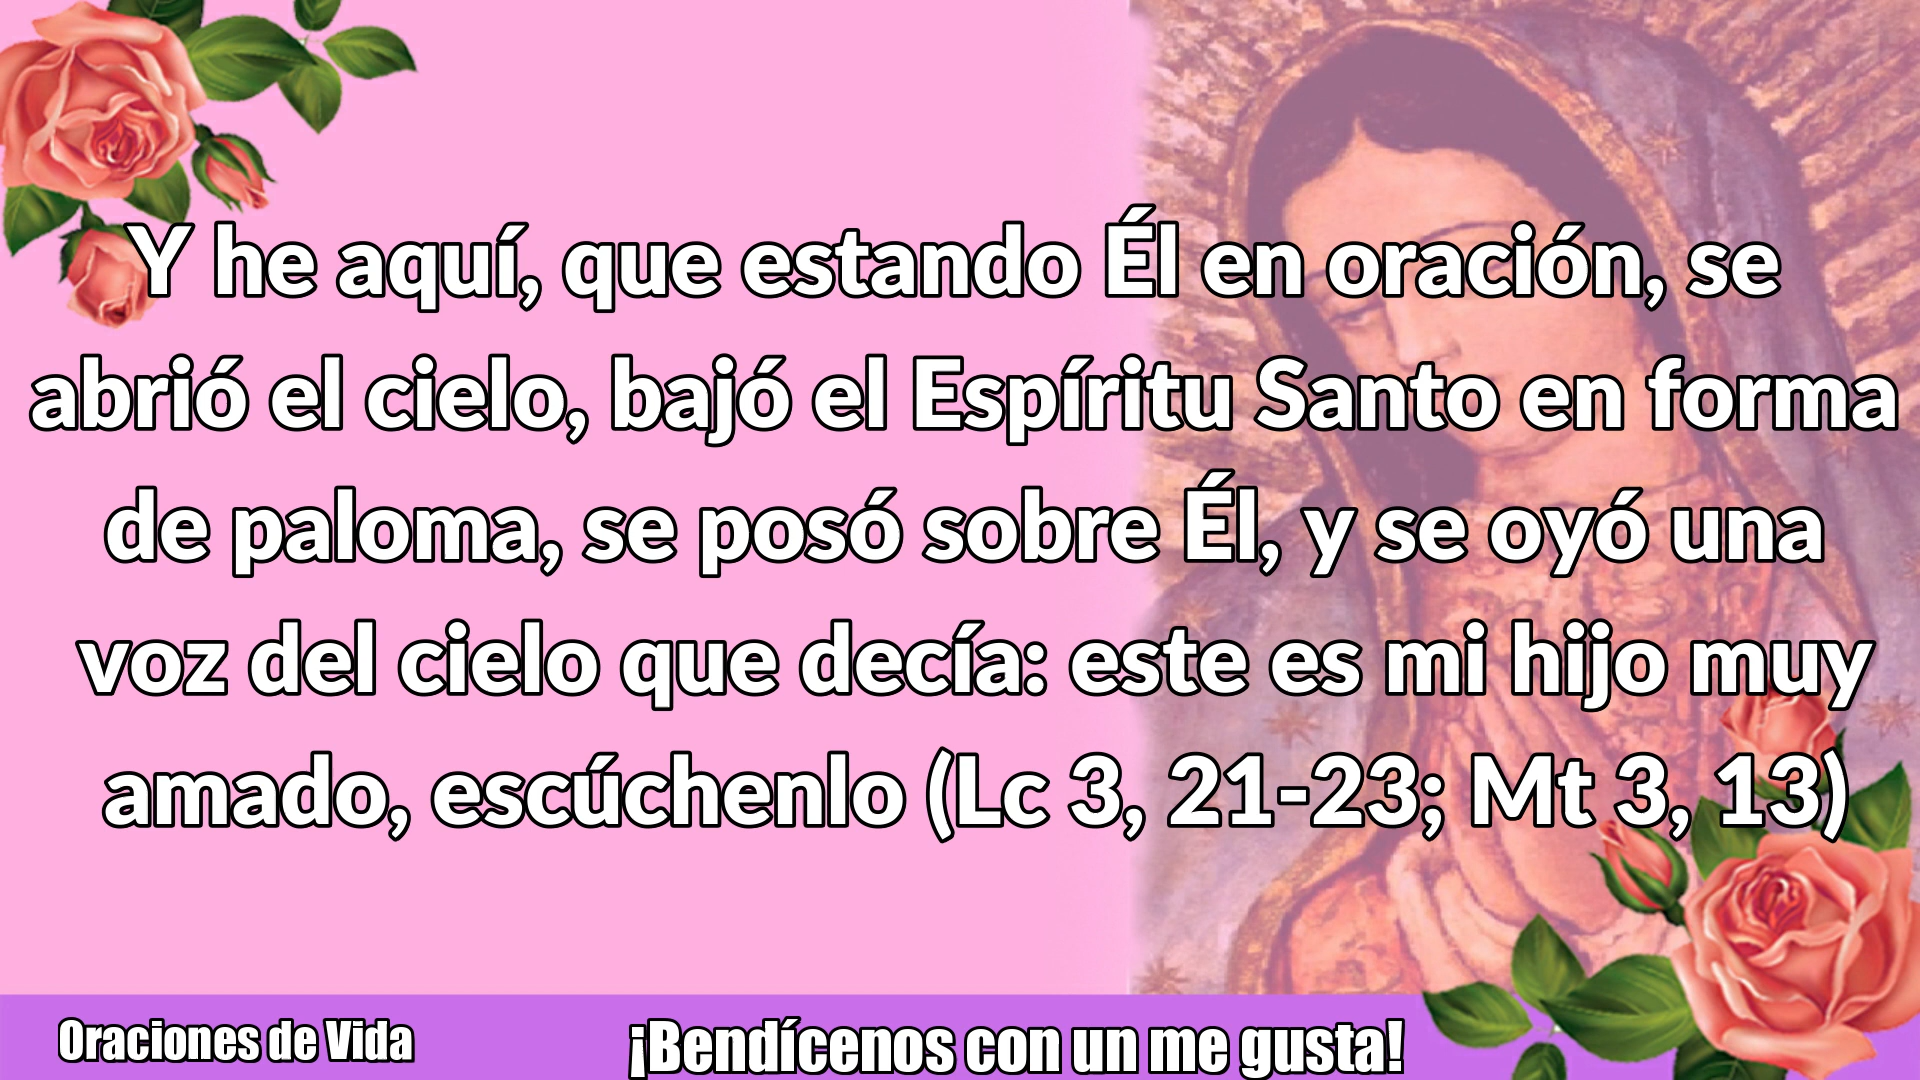 Y he aquí, que estando Él en oración, se
abrió el cielo, bajó el Espíritu Santo en forma
de paloma, se posó sobre Él, y se oyó una
voz del cielo que decía: este es mi hijo muy
amado, escúchenlo (Lc 3, 21-23; Mt 3, 13)
Oraciones de Vida
¡Bendícenos con un me gusta!